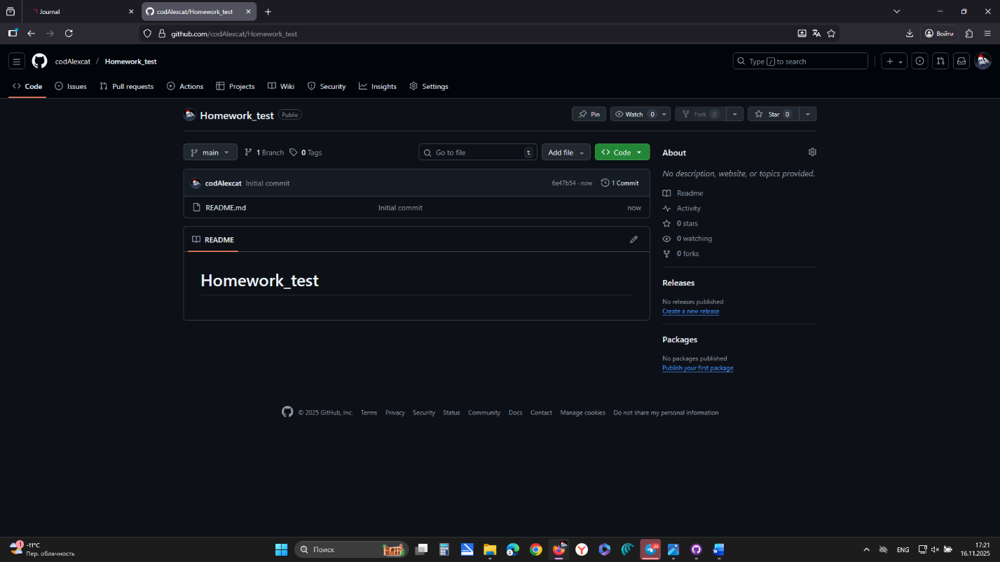 Journal
codAlexcat/Homework_test
github.com/codAlexcat/Homework_test
Войти
codAlexcat / Homework_test
Type / to search
Code Issues Pull requests Actions Projects Wiki Security Insights Settings
Homework_test Public
Pin Watch 0 Fork 0 Star 0
main 1 Branch 0 Tags Go to file t Add file Code
codAlexcat Initial commit 6e47b54 · now 1 Commit
README.md Initial commit now
README
Homework_test
About
No description, website, or topics provided.
Readme
Activity
0 stars
0 watching
0 forks
Releases
No releases published
Create a new release
Packages
No packages published
Publish your first package
© 2025 GitHub, Inc. Terms Privacy Security Status Community Docs Contact Manage cookies Do not share my personal information
1
-11°C
Пер. облачность
Поиск
ENG
17:21
16.11.2025